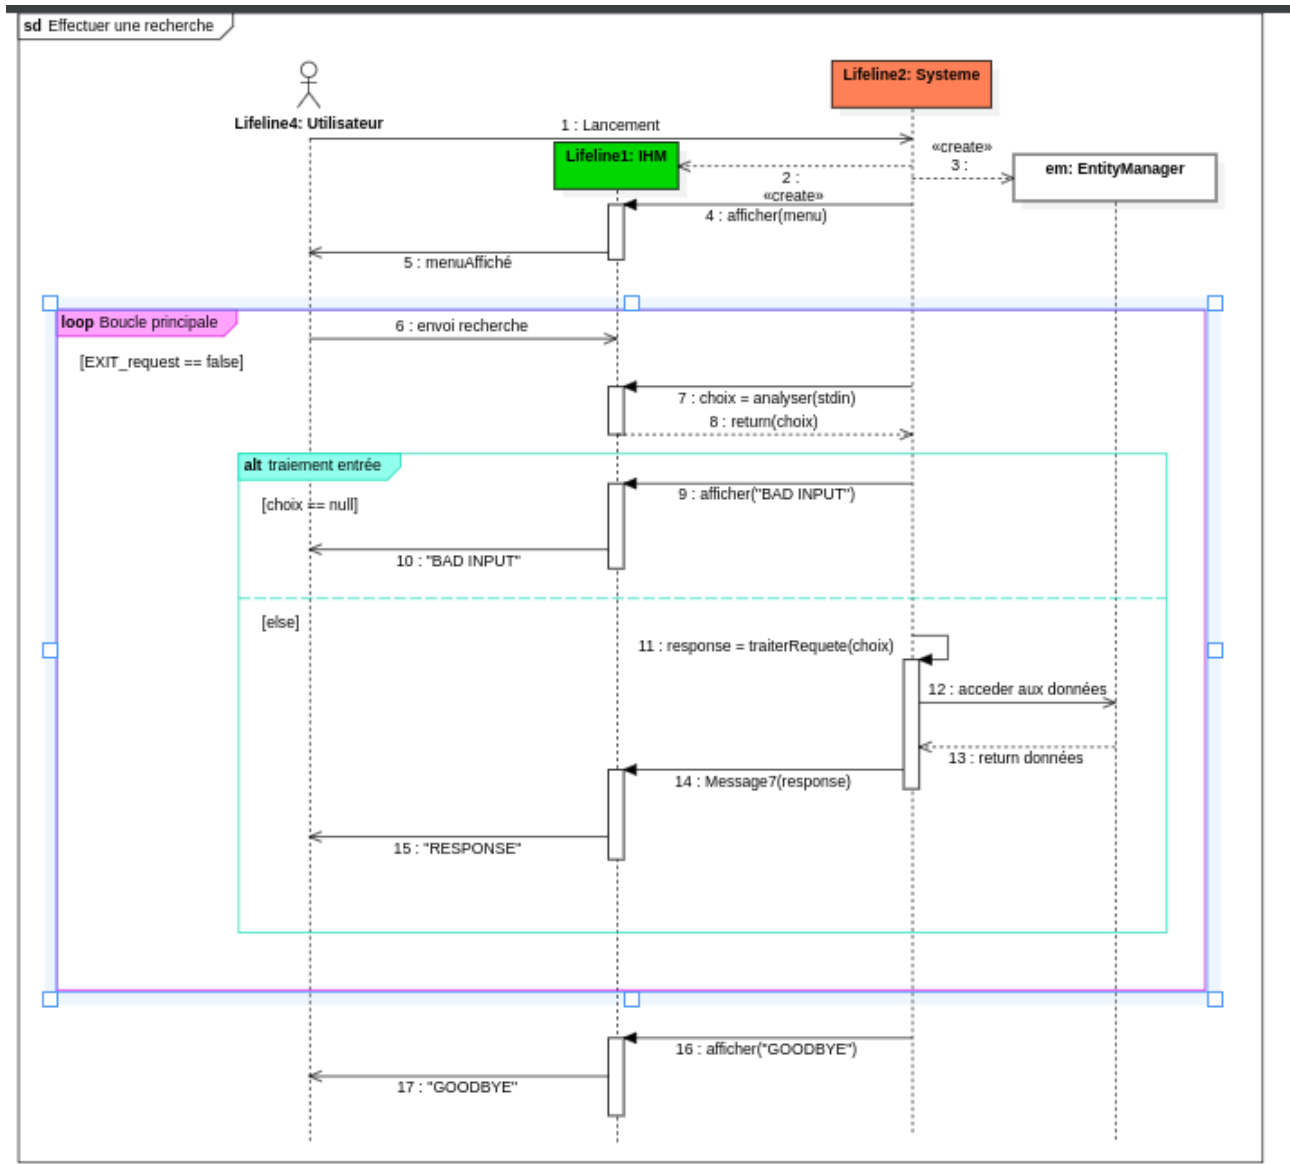 sd Effectuer une recherche
Lifeline2: Systeme
Lifeline4: Utilisateur
1 : Lancement
«create»
3 :
Lifeline1: IHM
em: EntityManager
2 :
«create»
4 : afficher(menu)
5 : menuAffiché
loop Boucle principale
6 : envoi recherche
[EXIT_request == false]
7 : choix = analyser(stdin)
8 : return(choix)
alt traiement entrée
9 : afficher("BAD INPUT")
[choix == null]
10 : "BAD INPUT"
[else]
11 : response = traiterRequete(choix)
12 : acceder aux données
13 : return données
14 : Message7(response)
15 : "RESPONSE"
16 : afficher("GOODBYE")
17 : "GOODBYE"